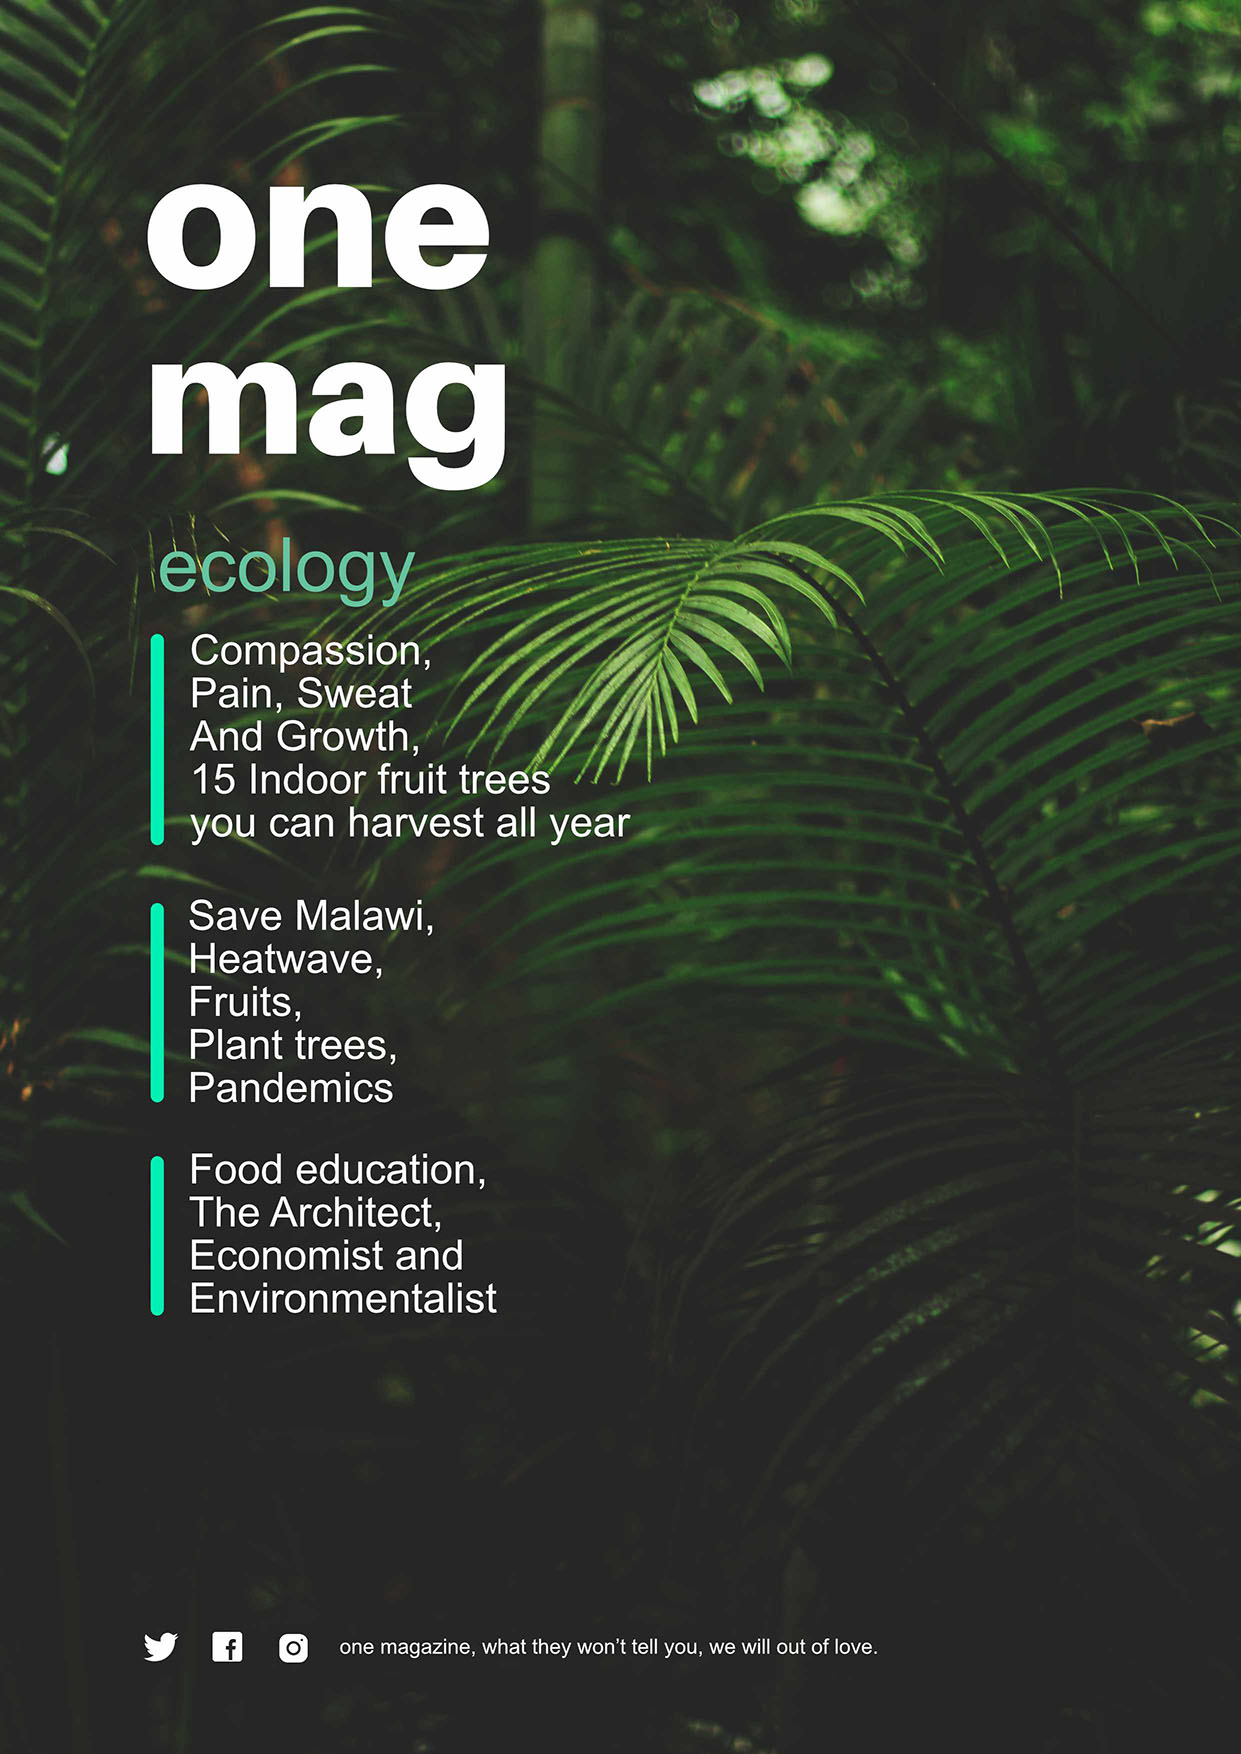 one
mag
ecology
Compassion,
Pain, Sweat
And Growth,
15 Indoor fruit trees
you can harvest all year
Save Malawi,
Heatwave,
Fruits,
Plant trees,
Pandemics
Food education,
The Architect,
Economist and
Environmentalist
one magazine, what they won’t tell you, we will out of love.